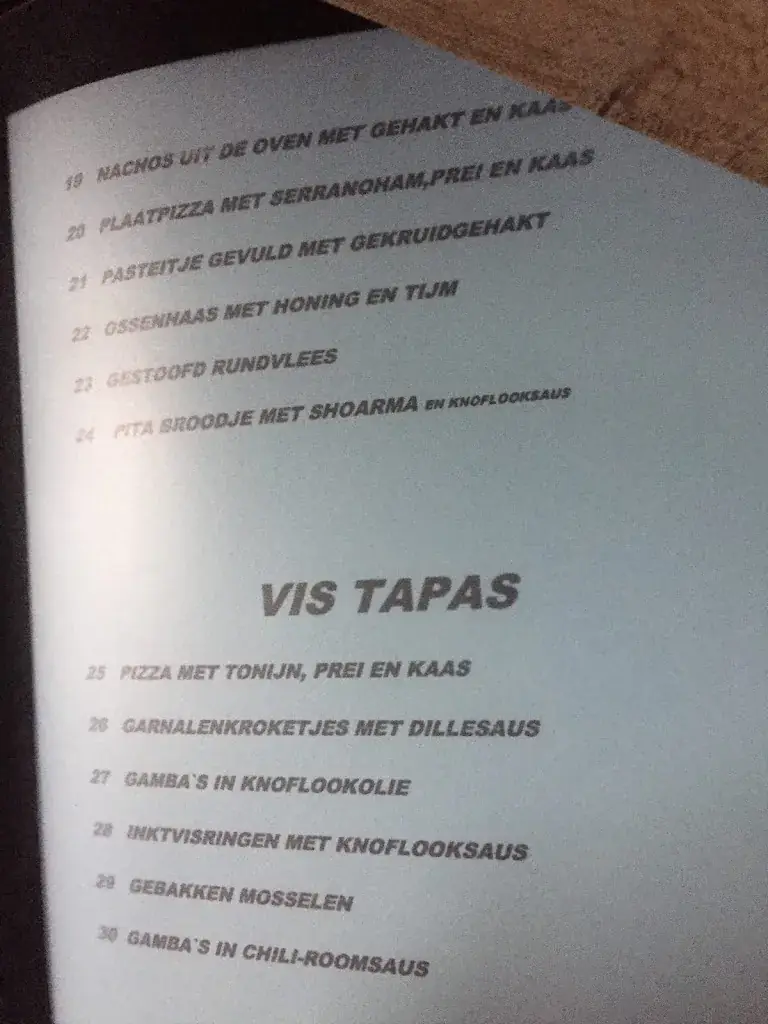 19 NACHOS UIT DE OVEN MET GEHAKT EN KAAS
20 PLAATPIZZA MET SERRANOHAM,PREI EN KAAS
21 PASTEITJE GEVULD MET GEKRUIDGEHAKT
22 OSSENHAAS MET HONING EN TIJM
23 GESTOOFD RUNDVLEES
24 PITA BROODJE MET SHOARMA EN KNOFLOOKSAUS
VIS TAPAS
25 PIZZA MET TONIJN, PREI EN KAAS
26 GARNALENKROKETJES MET DILLESAUS
27 GAMBA`S IN KNOFLOOKOLIE
28 INKTVISRINGEN MET KNOFLOOKSAUS
29 GEBAKKEN MOSSELEN
30 GAMBA`S IN CHILI-ROOMSAUS